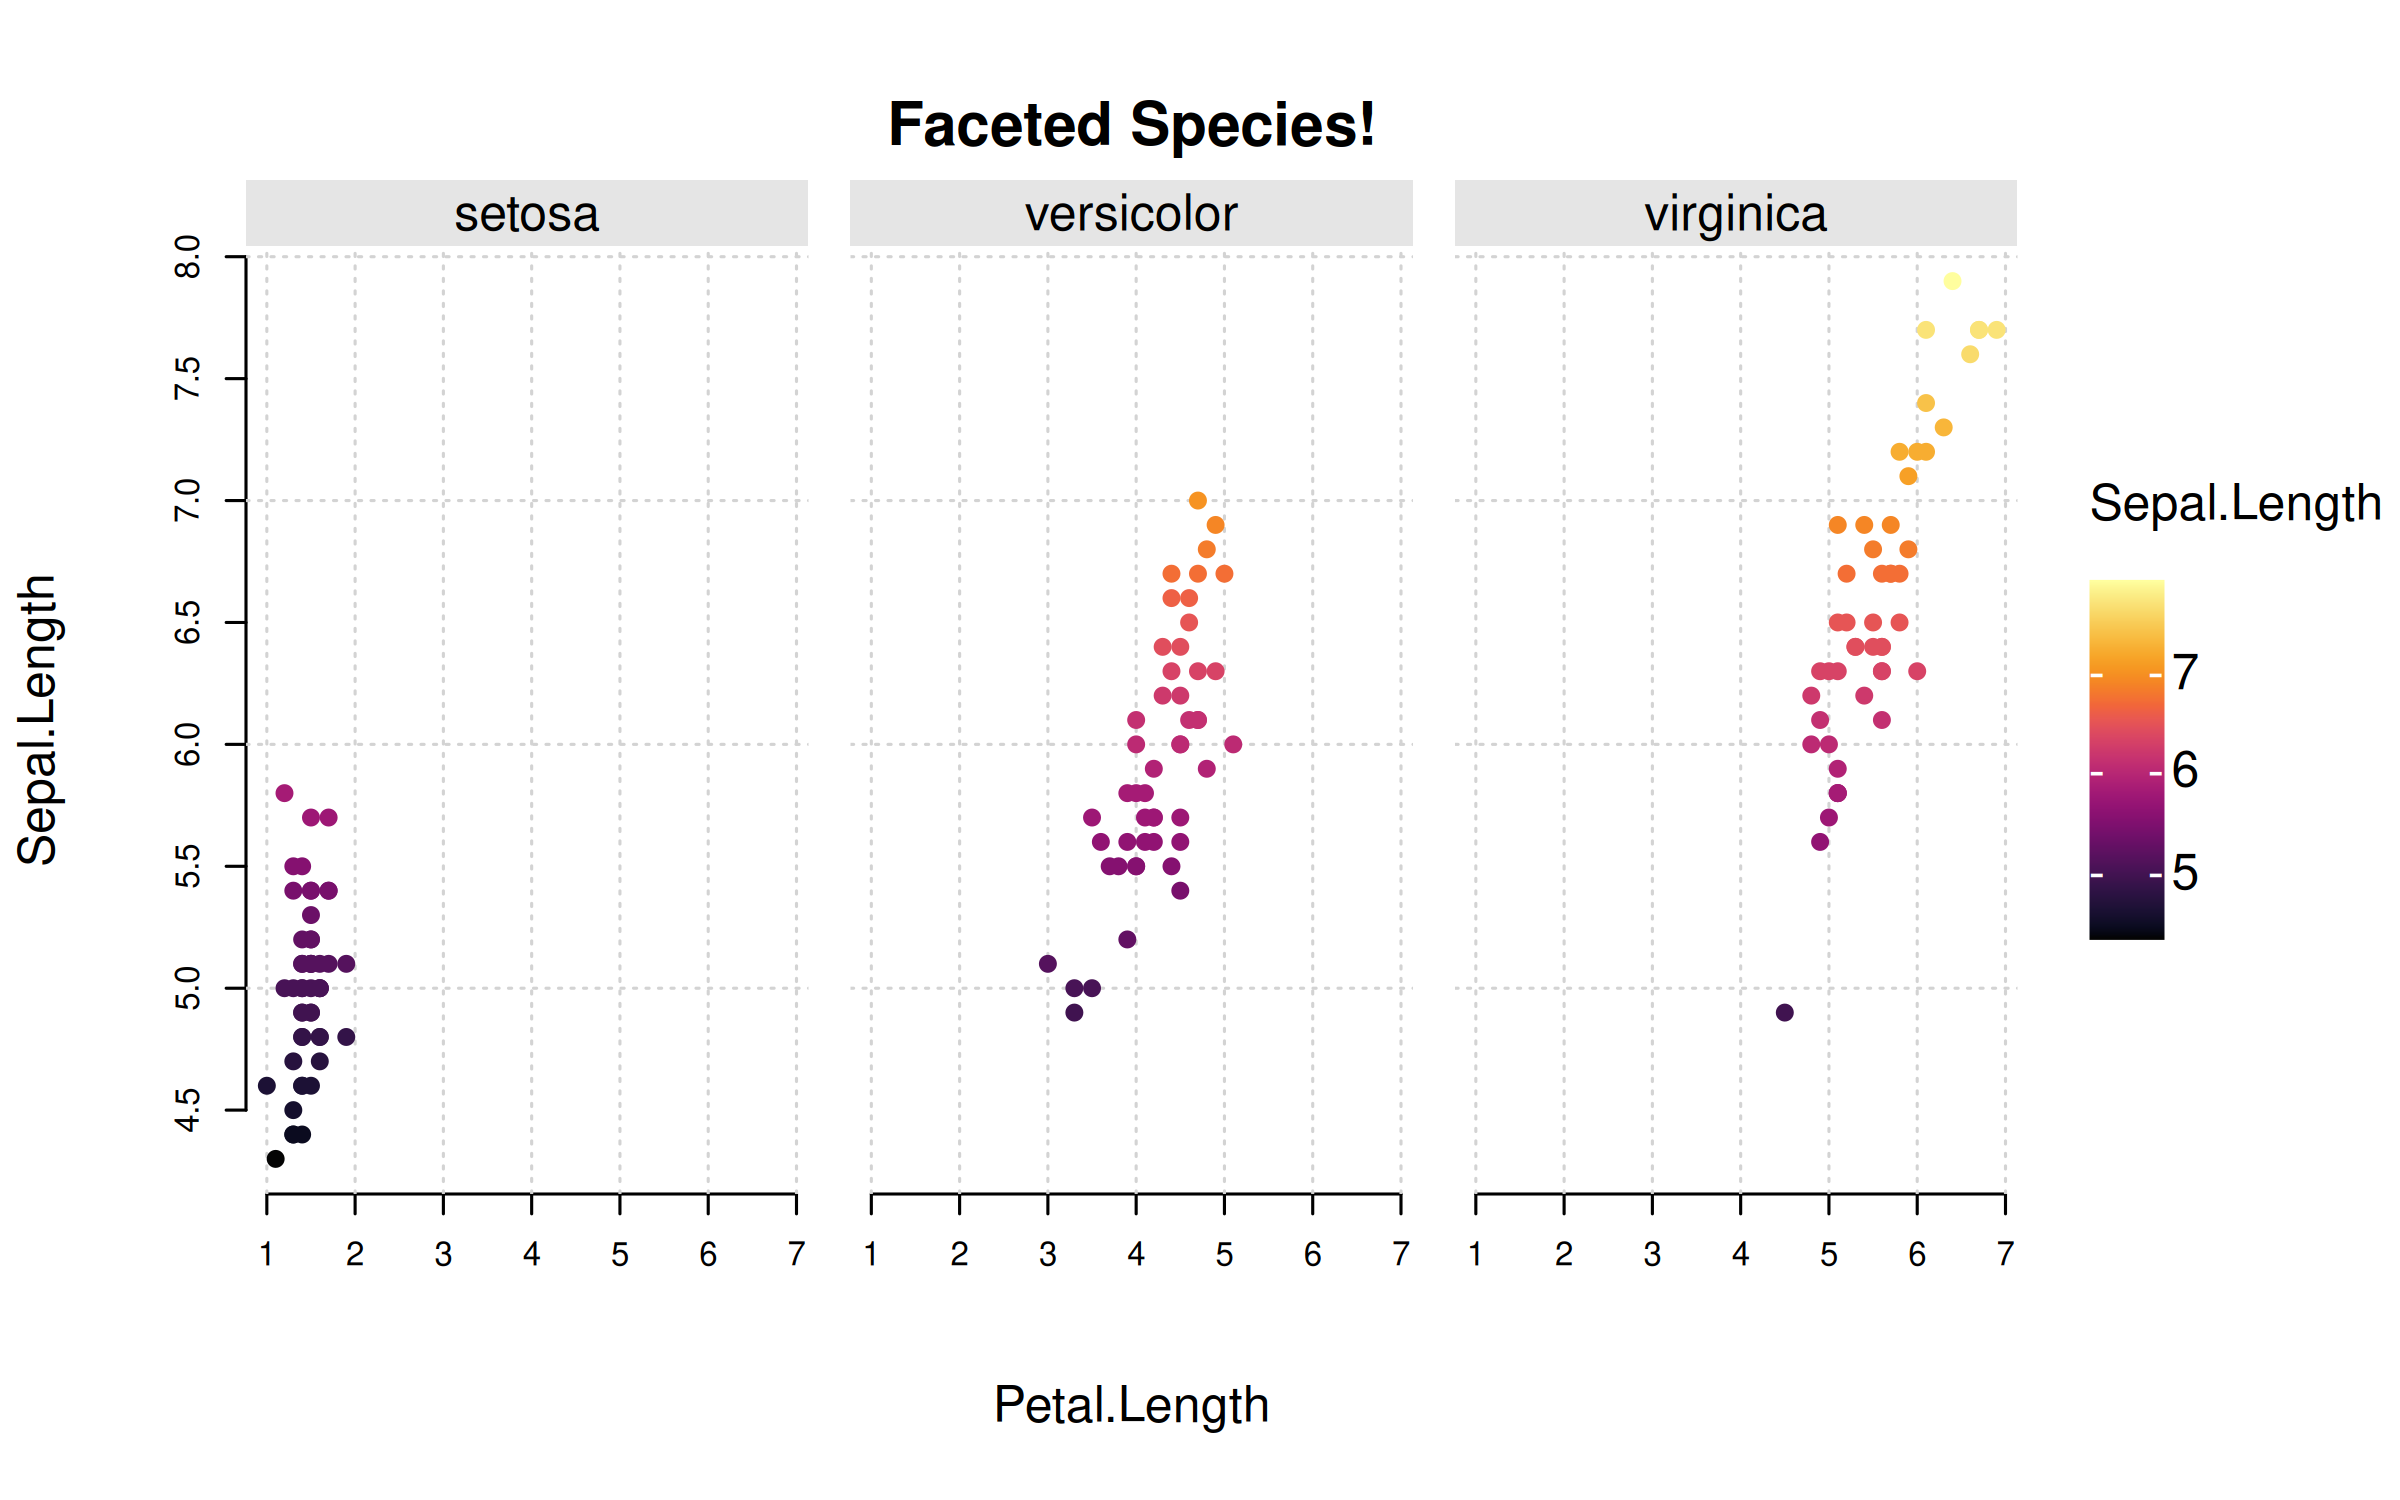 Faceted Species!
setosa versicolor virginica
8.0
7.5
7.0
6.5
6.0
5.5
5.0
4.5
Sepal.Length
1 2 3 4 5 6 7 1 2 3 4 5 6 7 1 2 3 4 5 6 7
Petal.Length
Sepal.Length
7
6
5